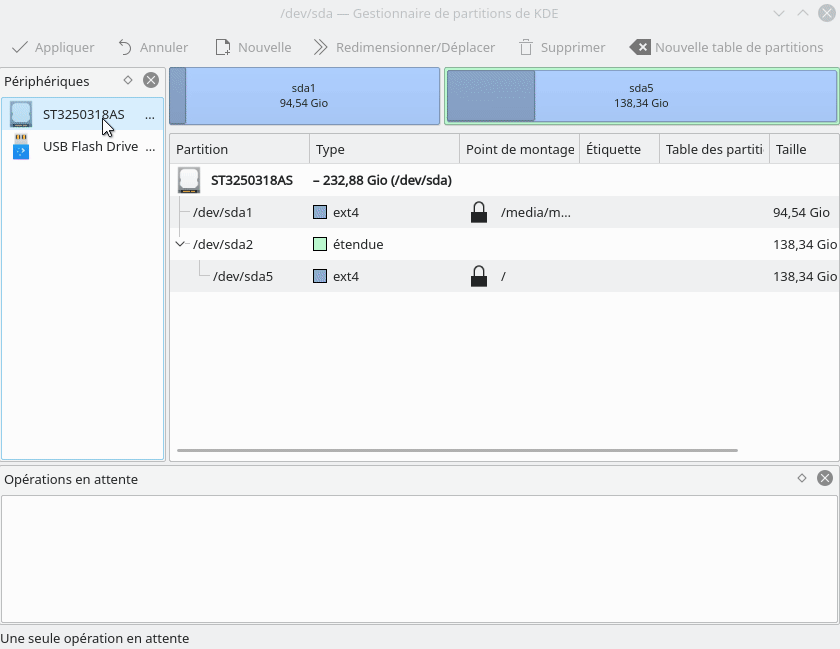 /dev/sda — Gestionnaire de partitions de KDE
Appliquer Annuler Nouvelle Redimensionner/Déplacer Supprimer Nouvelle table de partitions
Périphériques
ST3250318AS ...
USB Flash Drive ...
sda1
94,54 Gio
sda5
138,34 Gio
Partition Type Point de montage Étiquette Table des partiti Taille
ST3250318AS – 232,88 Gio (/dev/sda)
/dev/sda1 ext4 /media/m... 94,54 Gio
/dev/sda2 étendue 138,34 Gio
/dev/sda5 ext4 / 138,34 Gio
Opérations en attente
Une seule opération en attente